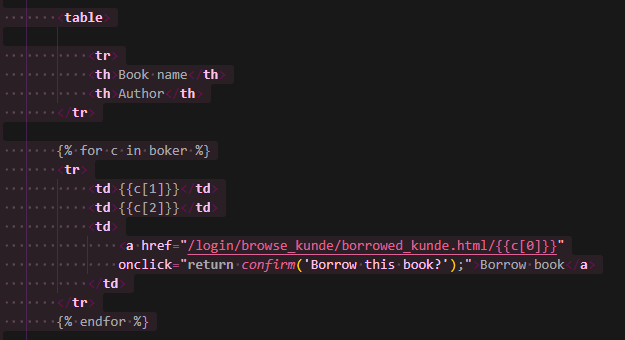 <table>
<tr>
<th>Book name</th>
<th>Author</th>
</tr>
{% for c in boker %}
<tr>
<td>{{c[1]}}</td>
<td>{{c[2]}}</td>
<td>
<a href="/login/browse_kunde/borrowed_kunde.html/{{c[0]}}"
onclick="return confirm('Borrow this book?');" Borrow book</a>
</td>
</tr>
{% endfor %}